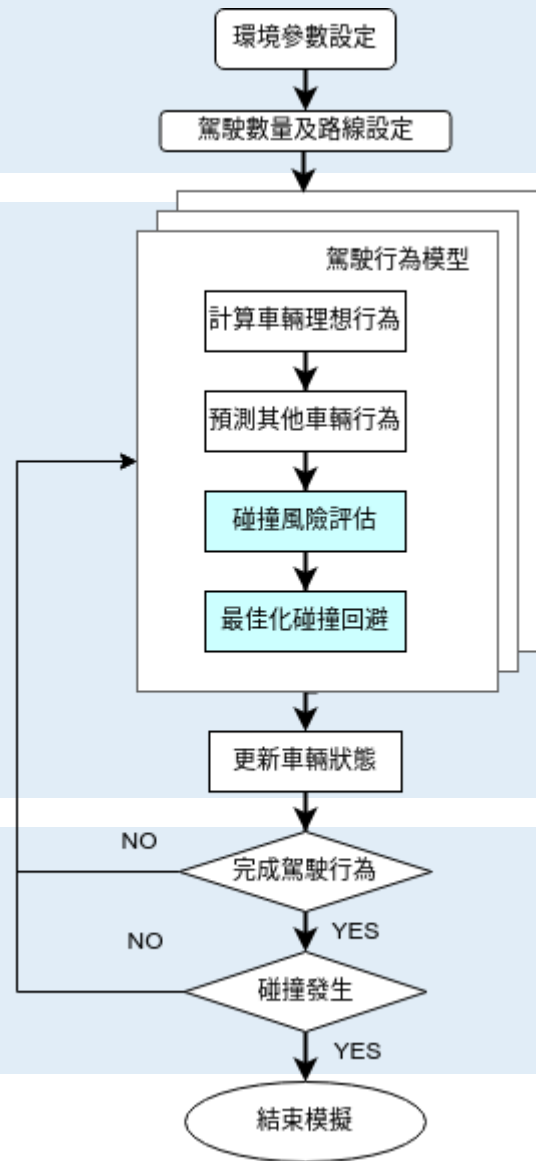 環境參數設定
駕駛數量及路線設定
駕駛行為模型
計算車輛理想行為
預測其他車輛行為
碰撞風險評估
最佳化碰撞回避
更新車輛狀態
NO
完成駕駛行為
YES
NO
碰撞發生
YES
結束模擬